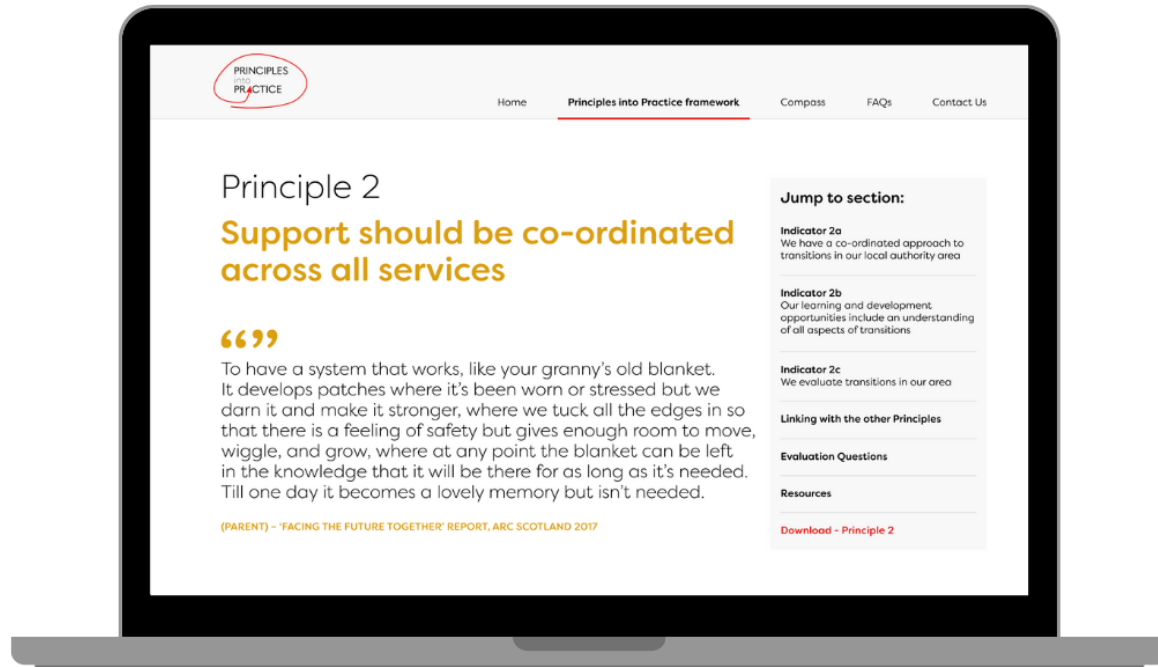 PRINCIPLES
into
PRACTICE
Home
Principles into Practice framework
Compass
FAQs
Contact Us
Principle 2
Support should be co-ordinated
across all services
“”
To have a system that works, like your granny’s old blanket.
It develops patches where it’s been worn or stressed but we
darn it and make it stronger, where we tuck all the edges in so
that there is a feeling of safety but gives enough room to move,
wiggle, and grow, where at any point the blanket can be left
in the knowledge that it will be there for as long as it’s needed.
Till one day it becomes a lovely memory but isn’t needed.
(PARENT) – ‘FACING THE FUTURE TOGETHER’ REPORT, ARC SCOTLAND 2017
Jump to section:
Indicator 2a
We have a co-ordinated approach to
transitions in our local authority area
Indicator 2b
Our learning and development
opportunities include an understanding
of all aspects of transitions
Indicator 2c
We evaluate transitions in our area
Linking with the other Principles
Evaluation Questions
Resources
Download - Principle 2